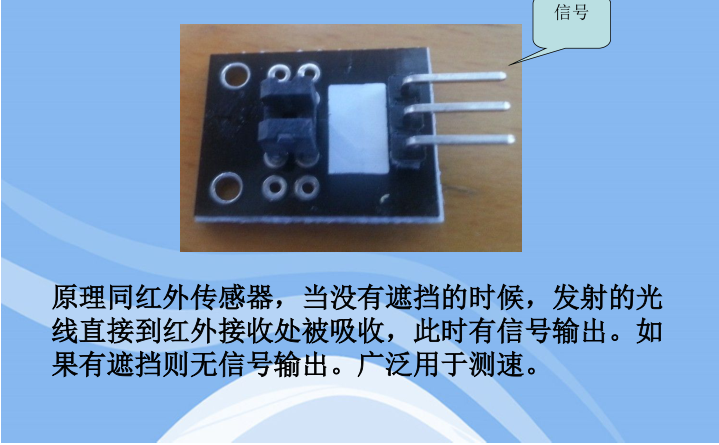 信号
原理同红外传感器，当没有遮挡的时候，发射的光
线直接到红外接收处被吸收，此时有信号输出。如
果有遮挡则无信号输出。广泛用于测速。